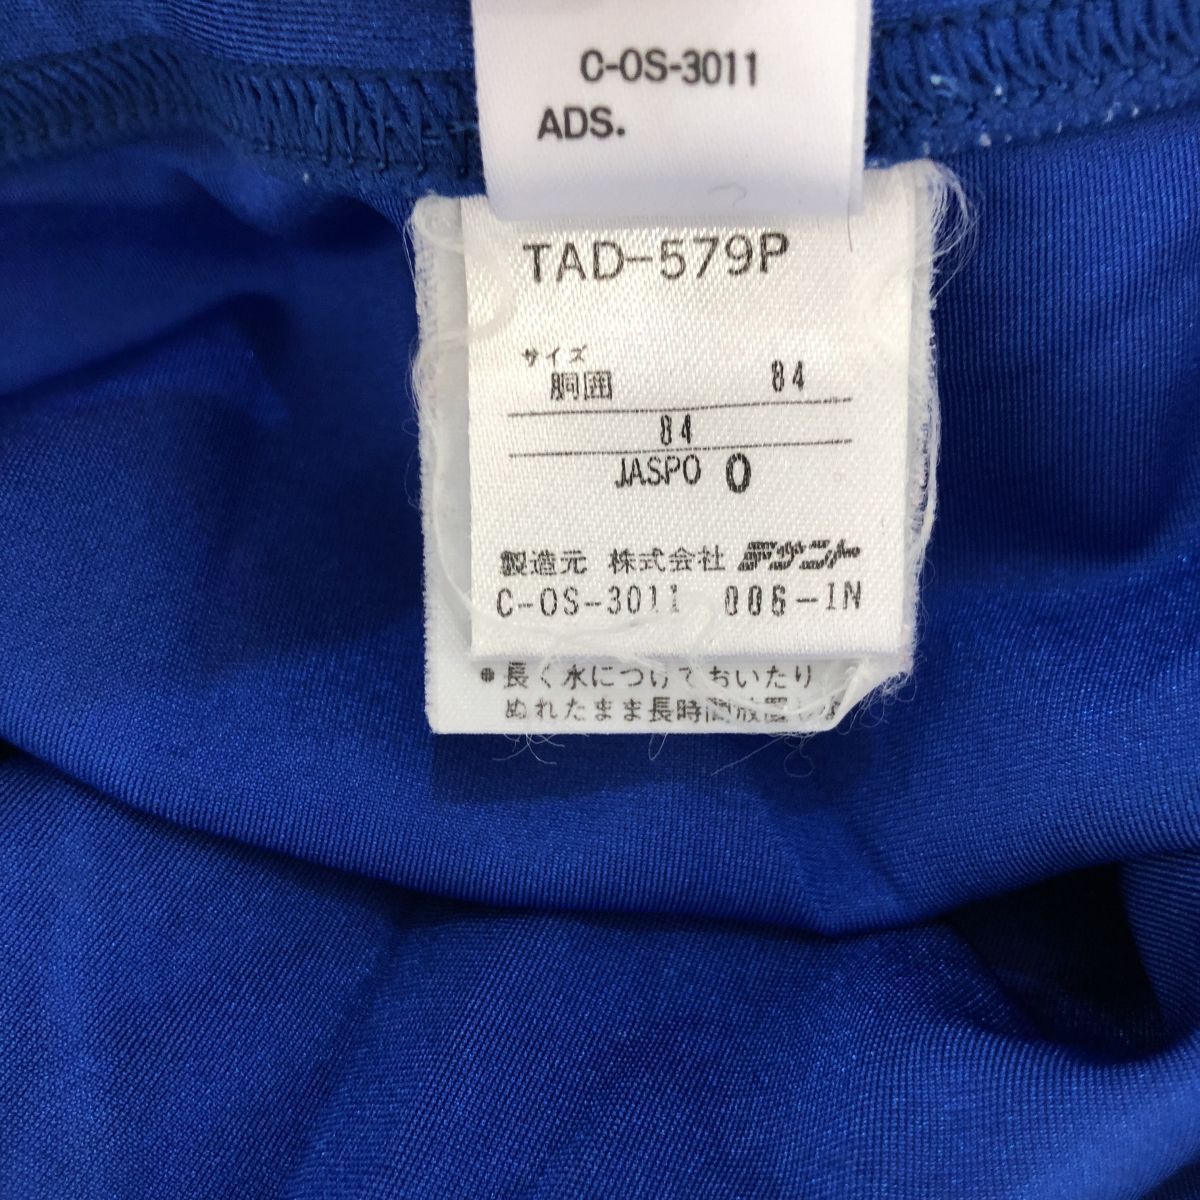 C-OS-3011
ADS.
TAD-579P
サイズ
胴囲 84
84
JASPO O
製造元 株式会社 デサント
C-OS-3011 006-IN
●長く水につけておいたり
ぬれたまま長時間放置しな